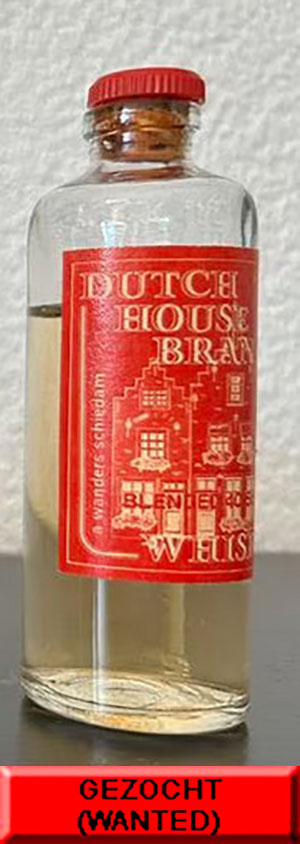 DUTCH
HOUSE
BRAN
a wanders schiedam
BLENDED
WHIS
GEZOCHT
(WANTED)